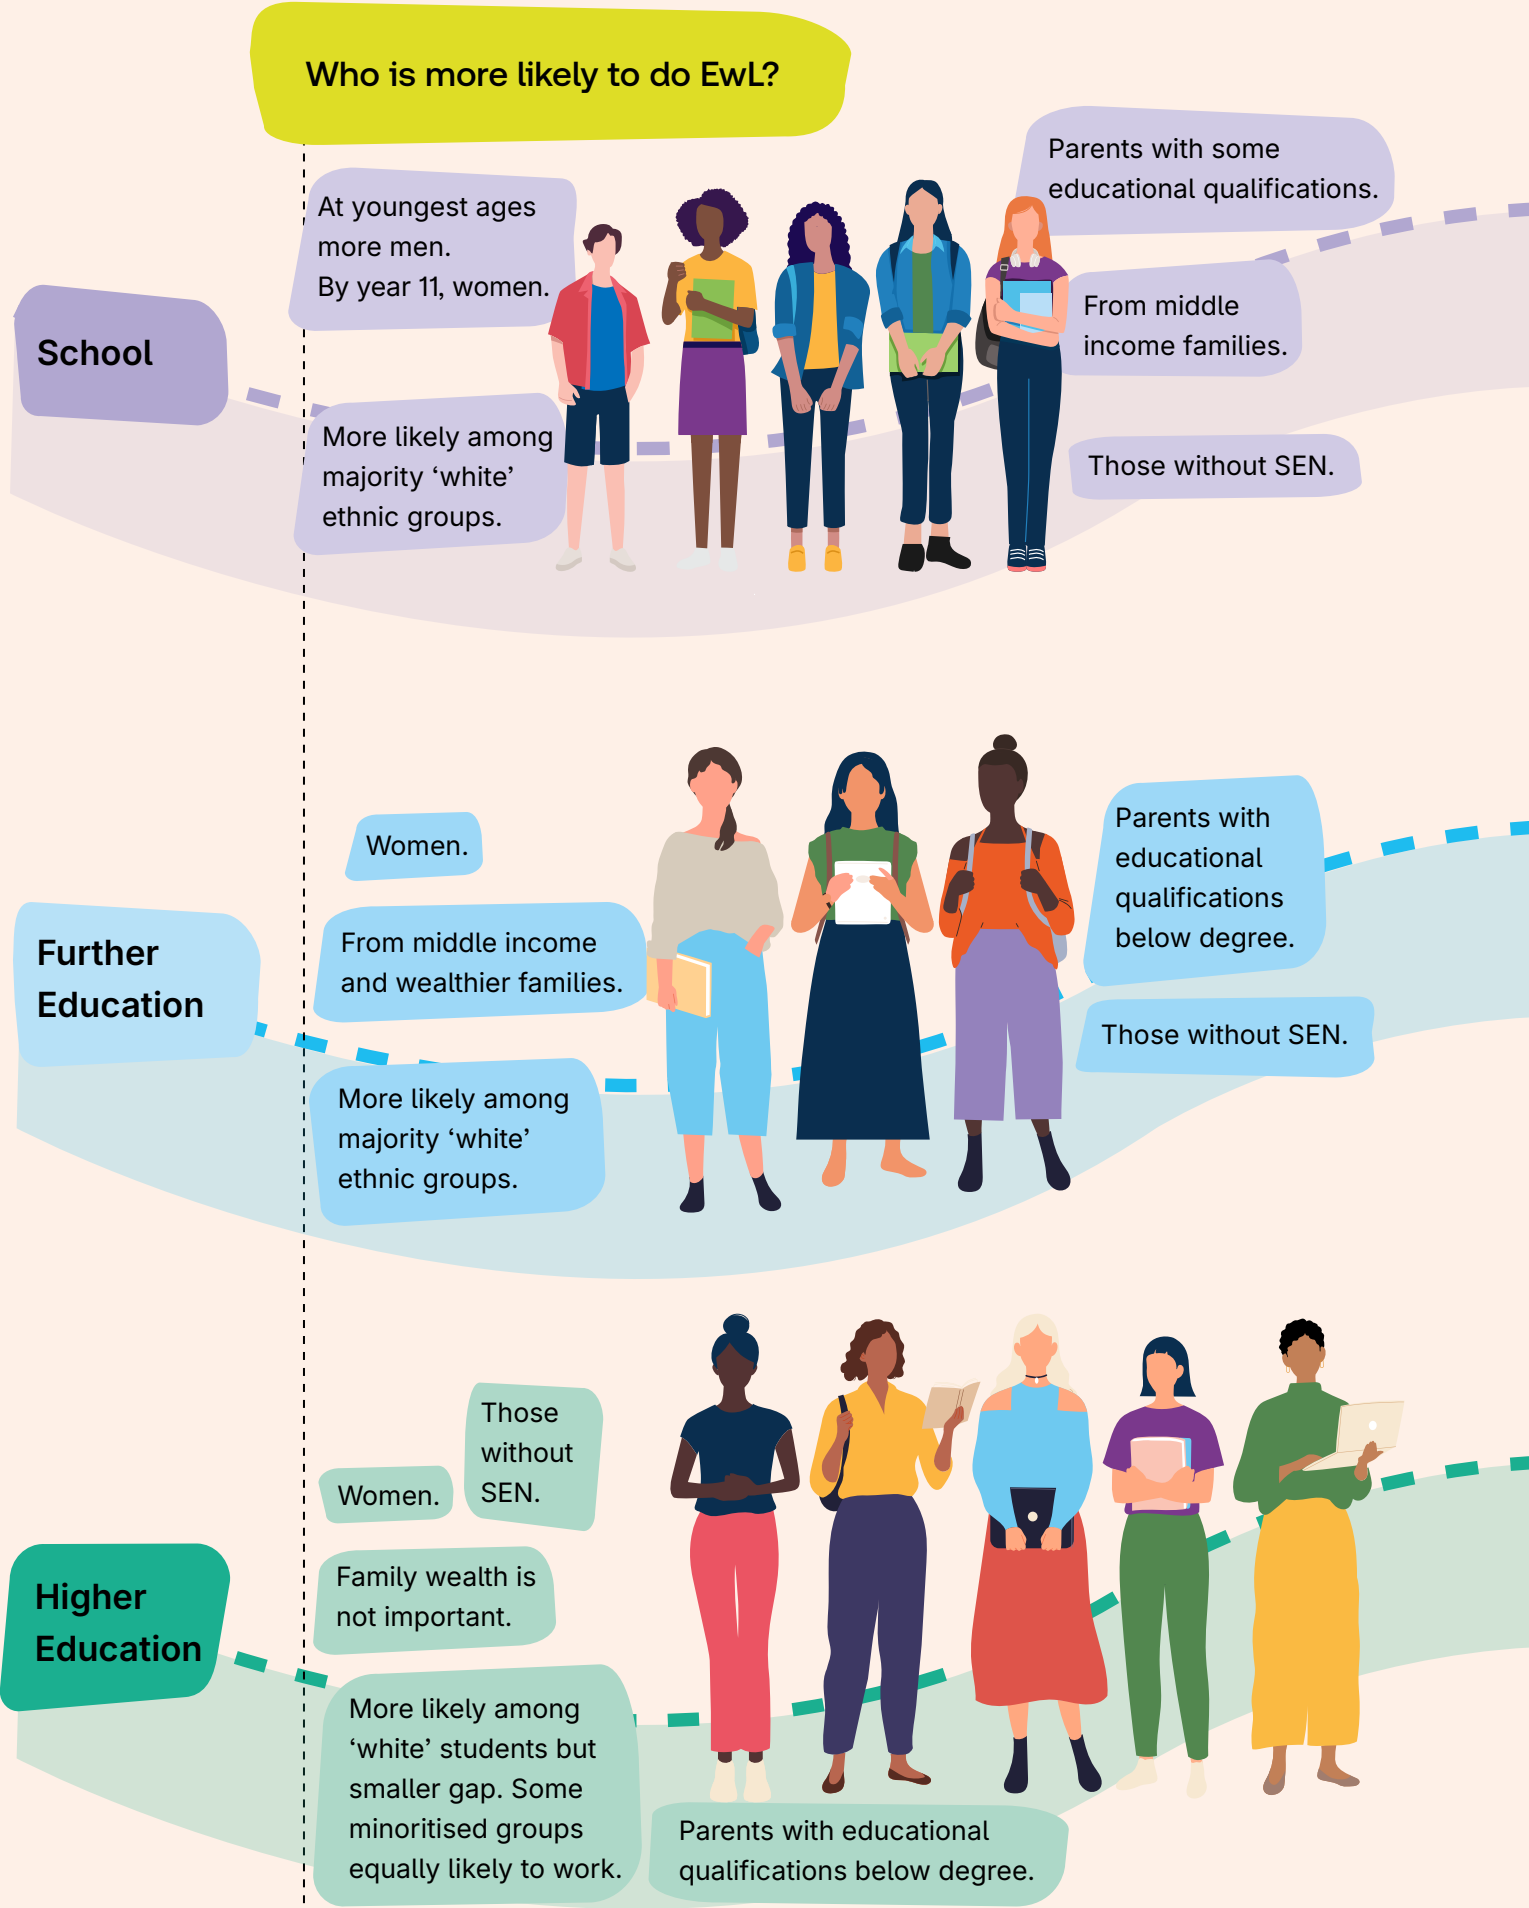 Who is more likely to do EwL?
School
At youngest ages
more men.
By year 11, women.
More likely among
majority ‘white’
ethnic groups.
Parents with some
educational qualifications.
From middle
income families.
Those without SEN.
Further
Education
Women.
From middle income
and wealthier families.
More likely among
majority ‘white’
ethnic groups.
Parents with
educational
qualifications
below degree.
Those without SEN.
Higher
Education
Women.
Those
without
SEN.
Family wealth is
not important.
More likely among
‘white’ students but
smaller gap. Some
minoritised groups
equally likely to work.
Parents with educational
qualifications below degree.